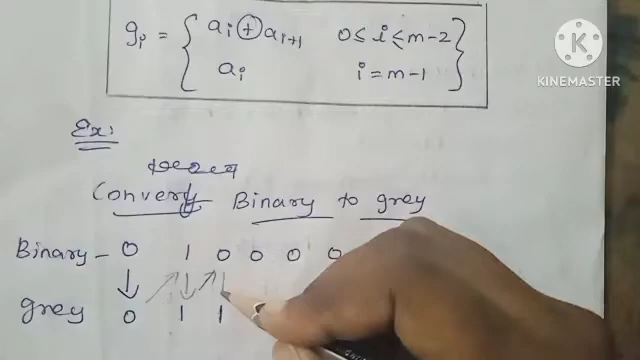 gᵢ = { aᵢ ⊕ aᵢ₊₁ 0 ≤ i ≤ m-2
aᵢ i = m-1 }
KINEMASTER
Ex:
Convert Binary to grey
Binary - 0 1 0 0 0 0
grey 0 1 1